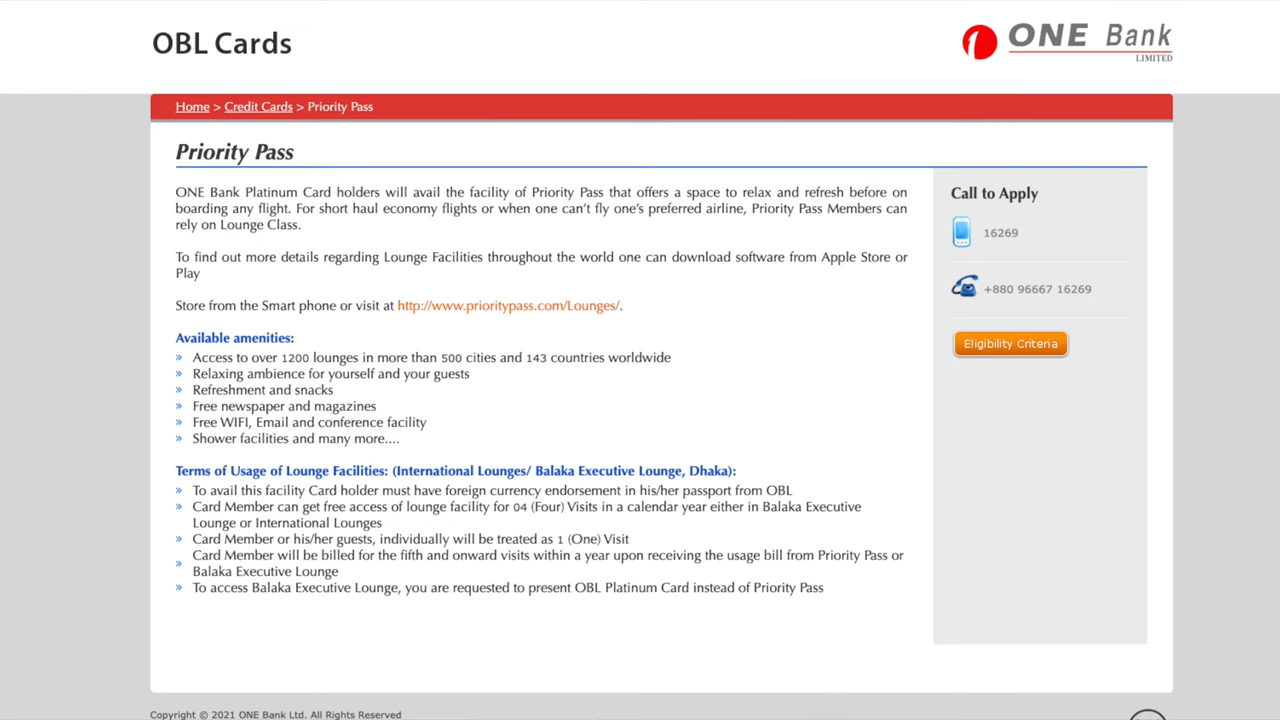 OBL Cards
ONE Bank
LIMITED
Home > Credit Cards > Priority Pass
Priority Pass
ONE Bank Platinum Card holders will avail the facility of Priority Pass that offers a space to relax and refresh before on
boarding any flight. For short haul economy flights or when one can't fly one's preferred airline, Priority Pass Members can
rely on Lounge Class.
To find out more details regarding Lounge Facilities throughout the world one can download software from Apple Store or
Play
Store from the Smart phone or visit at http://www.prioritypass.com/Lounges/.
Available amenities:
» Access to over 1200 lounges in more than 500 cities and 143 countries worldwide
» Relaxing ambience for yourself and your guests
» Refreshment and snacks
» Free newspaper and magazines
» Free WIFI, Email and conference facility
» Shower facilities and many more....
Terms of Usage of Lounge Facilities: (International Lounges/ Balaka Executive Lounge, Dhaka):
» To avail this facility Card holder must have foreign currency endorsement in his/her passport from OBL
» Card Member can get free access of lounge facility for 04 (Four) Visits in a calendar year either in Balaka Executive
Lounge or International Lounges
» Card Member or his/her guests, individually will be treated as 1 (One) Visit
» Card Member will be billed for the fifth and onward visits within a year upon receiving the usage bill from Priority Pass or
Balaka Executive Lounge
» To access Balaka Executive Lounge, you are requested to present OBL Platinum Card instead of Priority Pass
Call to Apply
16269
+880 96667 16269
Eligibility Criteria
Copyright © 2021 ONE Bank Ltd. All Rights Reserved